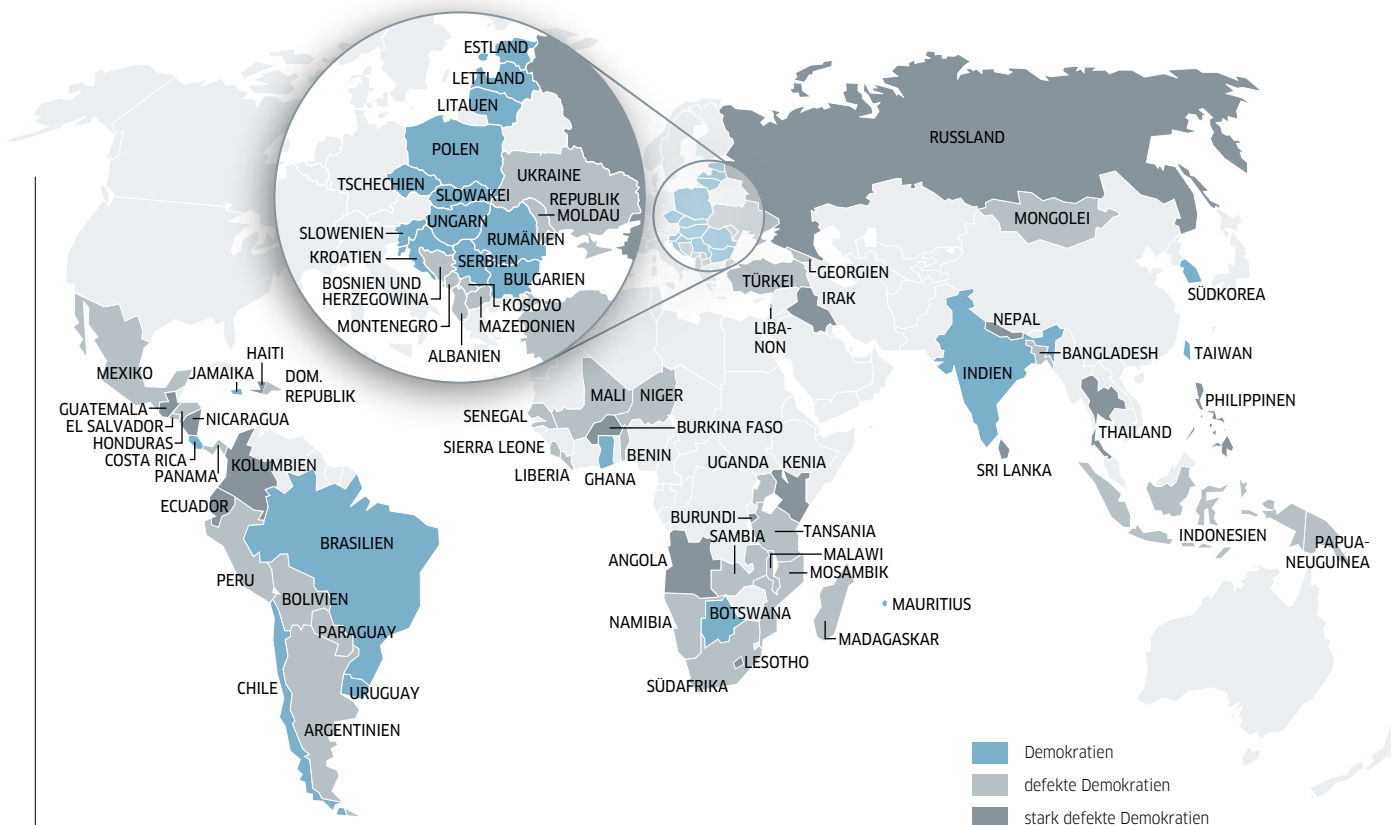 ESTLAND
LETTLAND
LITAUEN
POLEN
TSCHECHIEN
SLOWAKEI
UKRAINE
REPUBLIK
MOLDAU
UNGARN
SLOWENIEN
RUMÄNIEN
KROATIEN
SERBIEN
BULGARIEN
BOSNIEN UND
HERZEGOWINA
KOSOVO
MONTENEGRO
MAZEDONIEN
ALBANIEN
RUSSLAND
MONGOLEI
GEORGIEN
TÜRKEI
IRAK
LIBA-
NON
SÜDKOREA
NEPAL
BANGLADESH
TAIWAN
INDIEN
PHILIPPINEN
THAILAND
SRI LANKA
INDONESIEN
PAPUA-
NEUGUINEA
HAITI
MEXIKO
JAMAIKA
DOM.
REPUBLIK
GUATEMALA
EL SALVADOR
NICARAGUA
HONDURAS
COSTA RICA
PANAMA
KOLUMBIEN
ECUADOR
BRASILIEN
PERU
BOLIVIEN
PARAGUAY
CHILE
URUGUAY
ARGENTINIEN
MALI
NIGER
SENEGAL
BURKINA FASO
SIERRA LEONE
BENIN
LIBERIA
GHANA
UGANDA
KENIA
BURUNDI
SAMBIA
TANSANIA
ANGOLA
MALAWI
MOSAMBIK
BOTSWANA
MAURITIUS
NAMIBIA
MADAGASKAR
LESOTHO
SÜDAFRIKA
Demokratien
defekte Demokratien
stark defekte Demokratien